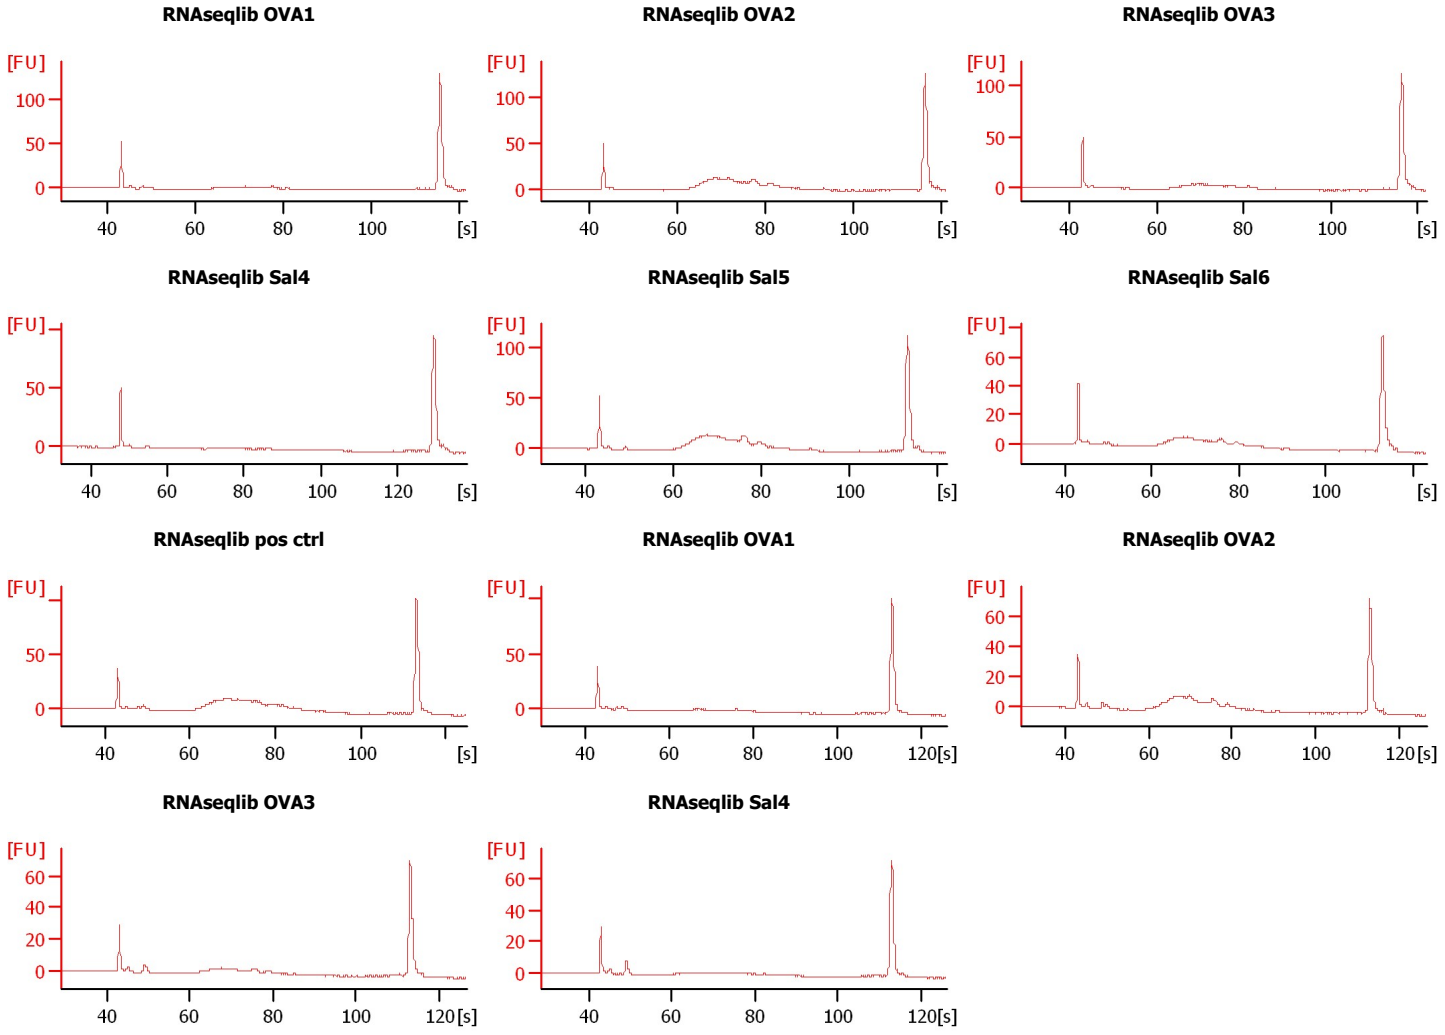 RNAseqlib OVA1
RNAseqlib OVA2
RNAseqlib OVA3
[FU]
100
50
0
40
60
80
100
[s]
[FU]
100
50
0
40
60
80
100
[s]
[FU]
100
50
0
40
60
80
100
[s]
RNAseqlib Sal4
RNAseqlib Sal5
RNAseqlib Sal6
[FU]
50
0
40
60
80
100
120
[s]
[FU]
100
50
0
40
60
80
100
[s]
[FU]
60
40
20
0
40
60
80
100
[s]
RNAseqlib pos ctrl
RNAseqlib OVA1
RNAseqlib OVA2
[FU]
50
0
40
60
80
100
[s]
[FU]
50
0
40
60
80
100
120[s]
[FU]
60
40
20
0
40
60
80
100
120[s]
RNAseqlib OVA3
RNAseqlib Sal4
[FU]
60
40
20
0
40
60
80
100
120[s]
[FU]
60
40
20
0
40
60
80
100
120[s]